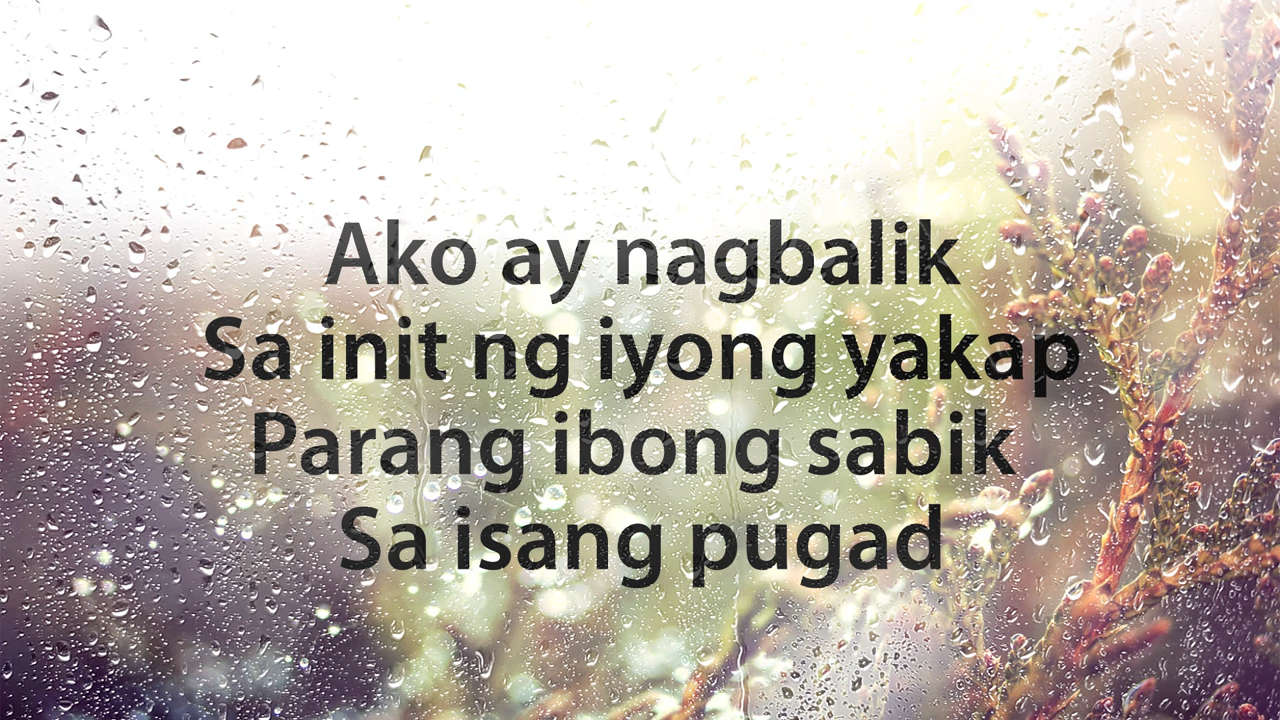 Ako ay nagbalik
Sa init ng iyong yakap
Parang ibong sabik
Sa isang pugad